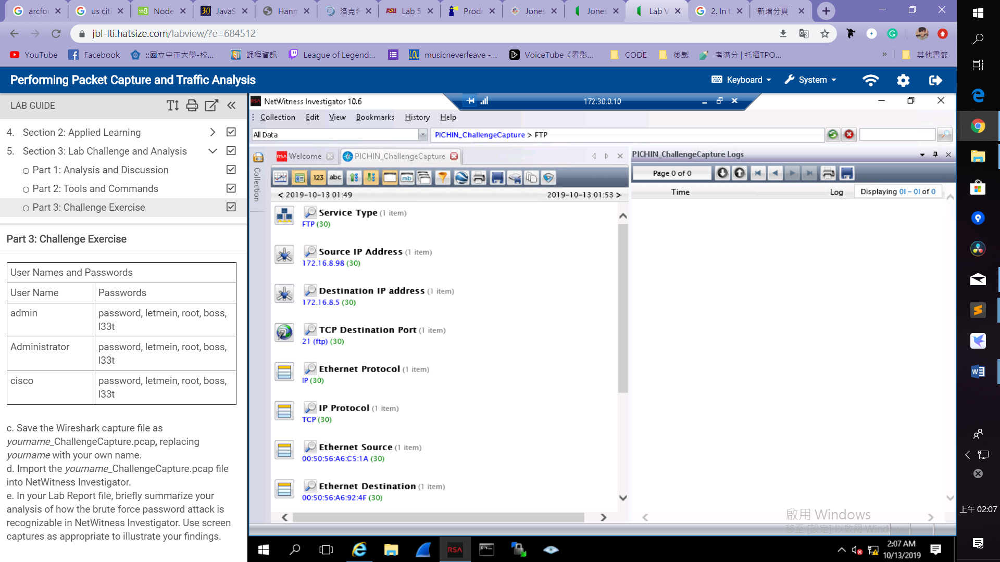 arcfou
us citi
Node
JavaS
Hanm
洛克希
Lab 5
Produ
Jones
Jones
Lab V
2. In t
新增分頁
jbl-lti.hatsize.com/labview/?e=684512
YouTube
Facebook
::國立中正大學-校...
課程資訊
League of Legend...
musicneverleave -...
VoiceTube《看影...
CODE
後製
考满分 | 托福TPO...
»
其他書籤
Performing Packet Capture and Traffic Analysis
Keyboard
System
LAB GUIDE
4. Section 2: Applied Learning
5. Section 3: Lab Challenge and Analysis
Part 1: Analysis and Discussion
Part 2: Tools and Commands
Part 3: Challenge Exercise
Part 3: Challenge Exercise
User Names and Passwords
User Name Passwords
admin password, letmein, root, boss,
l33t
Administrator password, letmein, root, boss,
l33t
cisco password, letmein, root, boss,
l33t
c. Save the Wireshark capture file as
yourname_ChallengeCapture.pcap, replacing
yourname with your own name.
d. Import the yourname_ChallengeCapture.pcap file
into NetWitness Investigator.
e. In your Lab Report file, briefly summarize your
analysis of how the brute force password attack is
recognizable in NetWitness Investigator. Use screen
captures as appropriate to illustrate your findings.
RSA NetWitness Investigator 10.6
172.30.0.10
Collection Edit View Bookmarks History Help
All Data
PICHIN_ChallengeCapture > FTP
Collection
RSA Welcome
PICHIN_ChallengeCapture
123
abc
mb
< 2019-10-13 01:49
2019-10-13 01:53 >
Service Type (1 item)
FTP (30)
Source IP Address (1 item)
172.16.8.98 (30)
Destination IP address (1 item)
172.16.8.5 (30)
TCP Destination Port (1 item)
21 (ftp) (30)
Ethernet Protocol (1 item)
IP (30)
IP Protocol (1 item)
TCP (30)
Ethernet Source (1 item)
00:50:56:A6:C5:1A (30)
Ethernet Destination (1 item)
00:50:56:A6:92:4F (30)
PICHIN_ChallengeCapture Logs
Page 0 of 0
Time
Log
Displaying 0I - 0I of 0
啟用 Windows
移至 [設定] 以啟用 Windows
RSA
2:07 AM
10/13/2019
上午 02:07